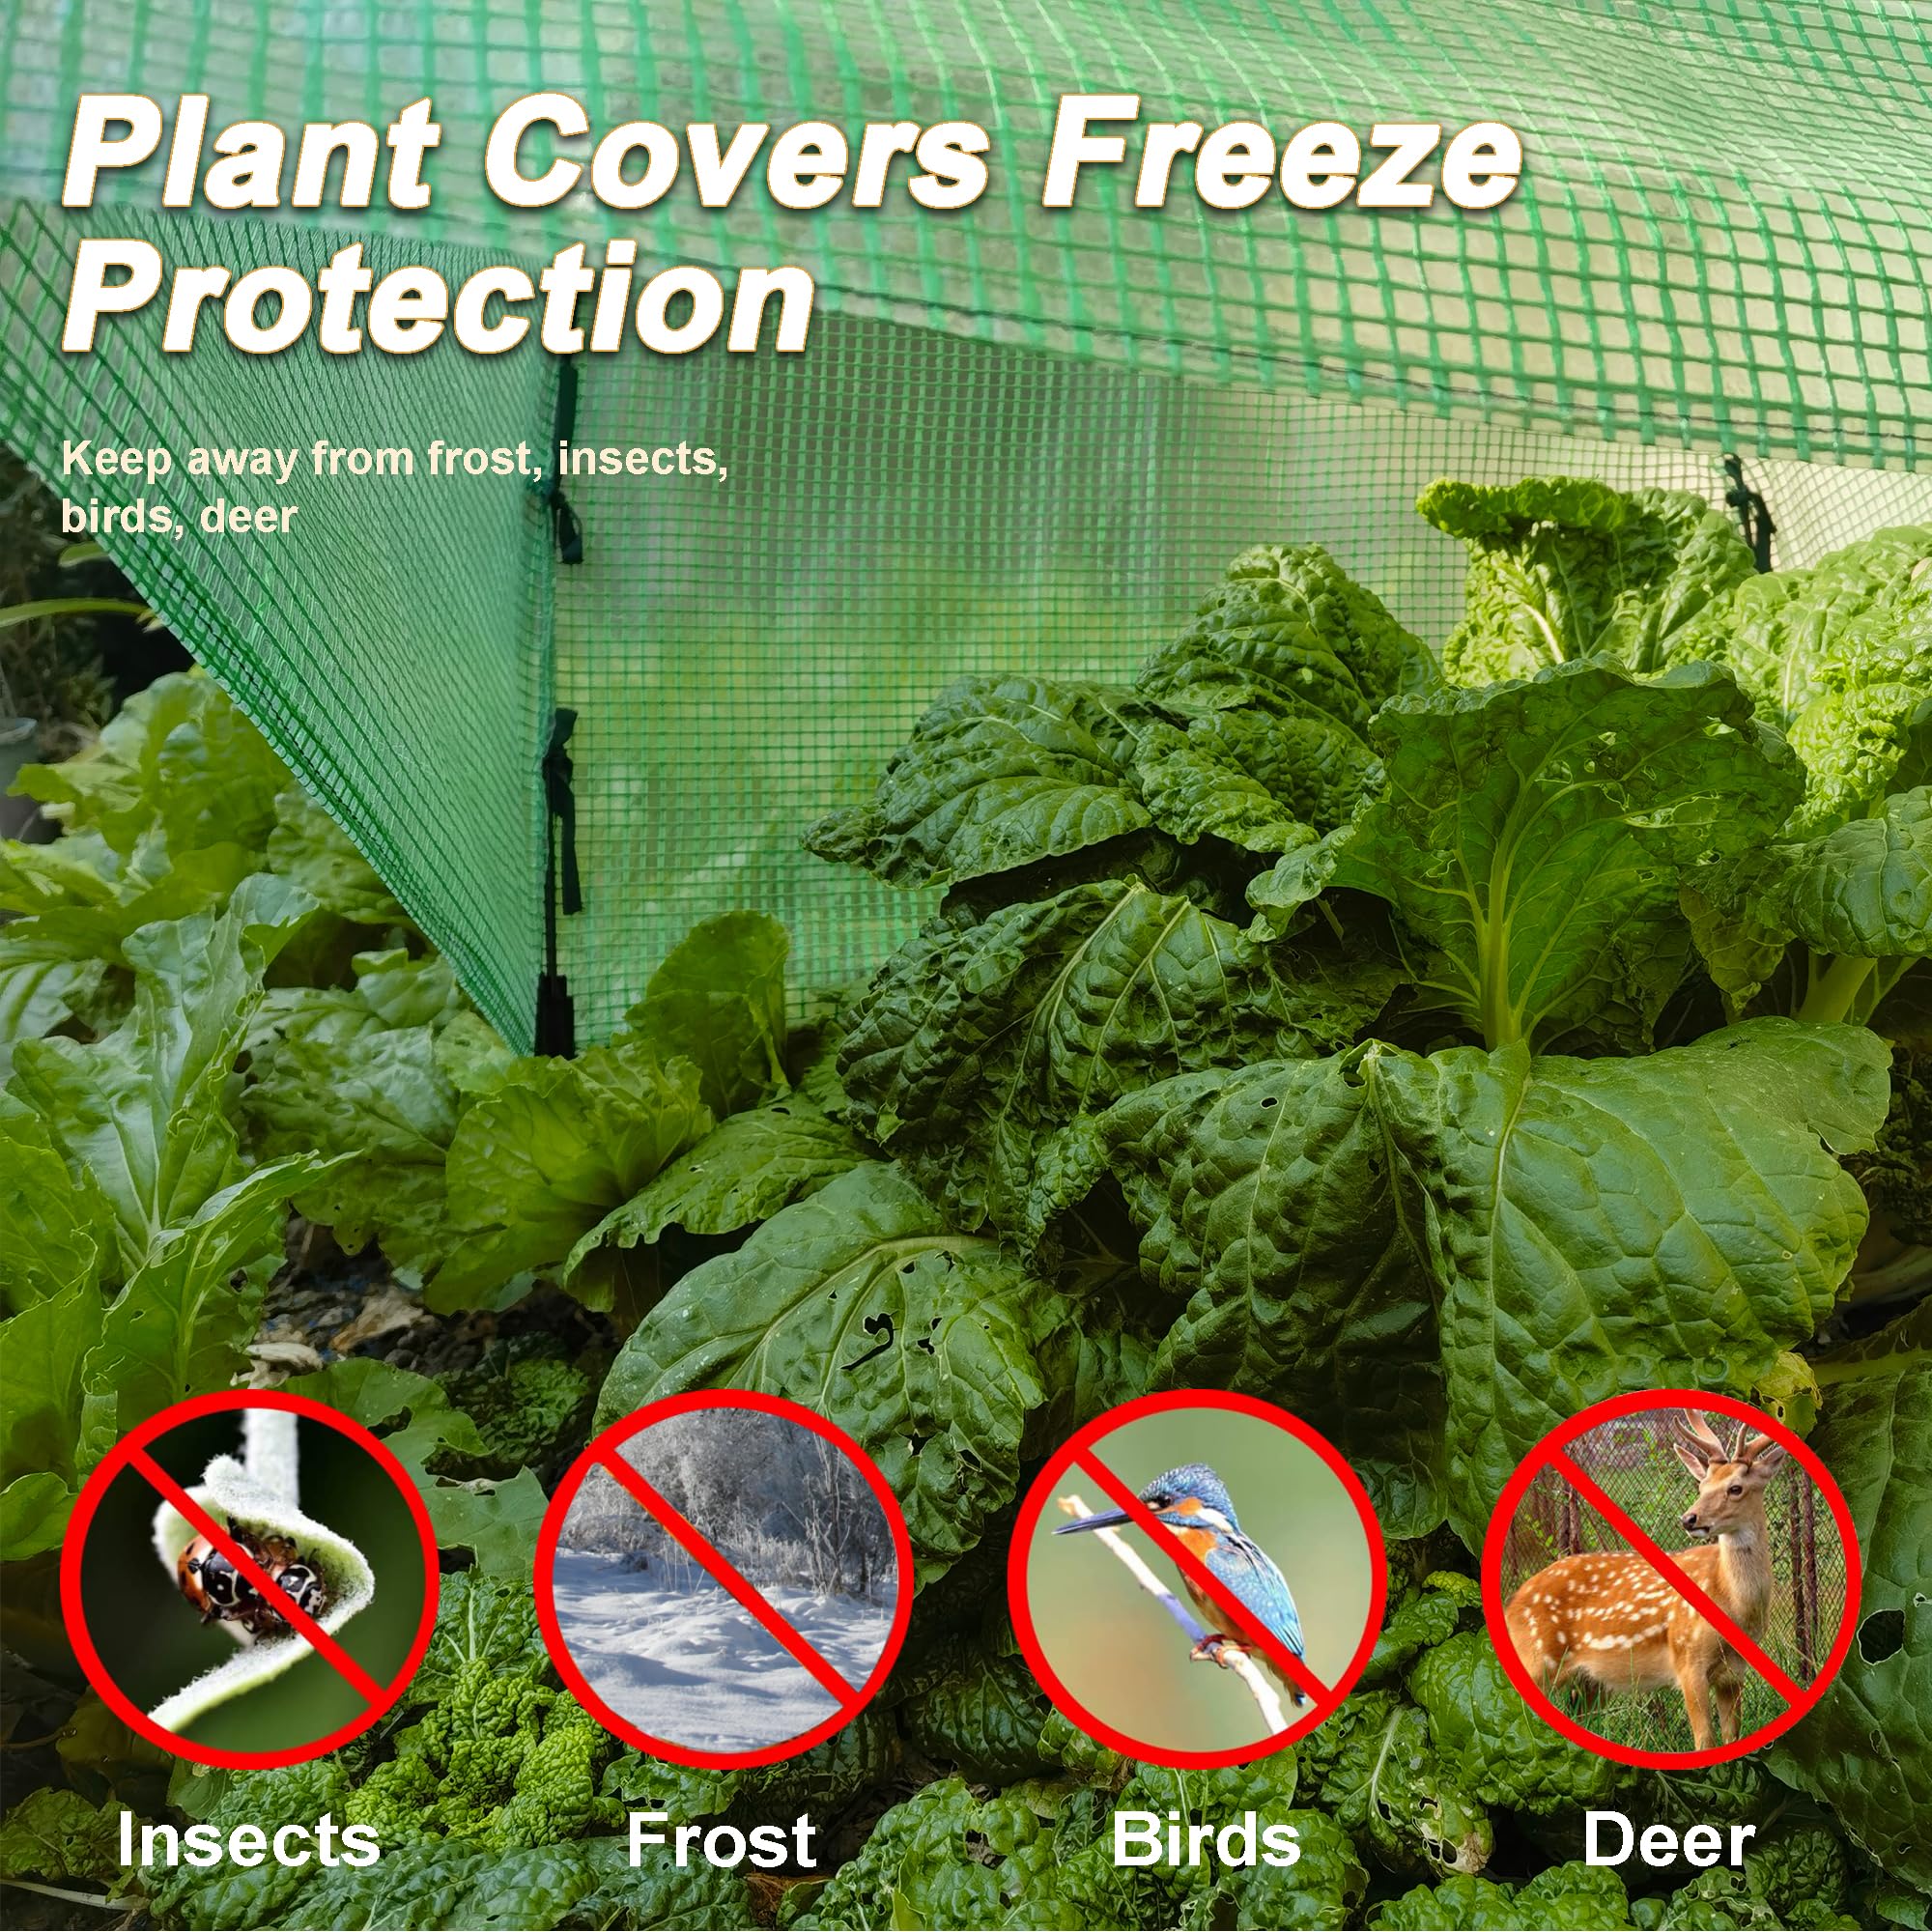 Plant Covers Freeze
Protection
Keep away from frost, insects,
birds, deer
Insects
Frost
Birds
Deer